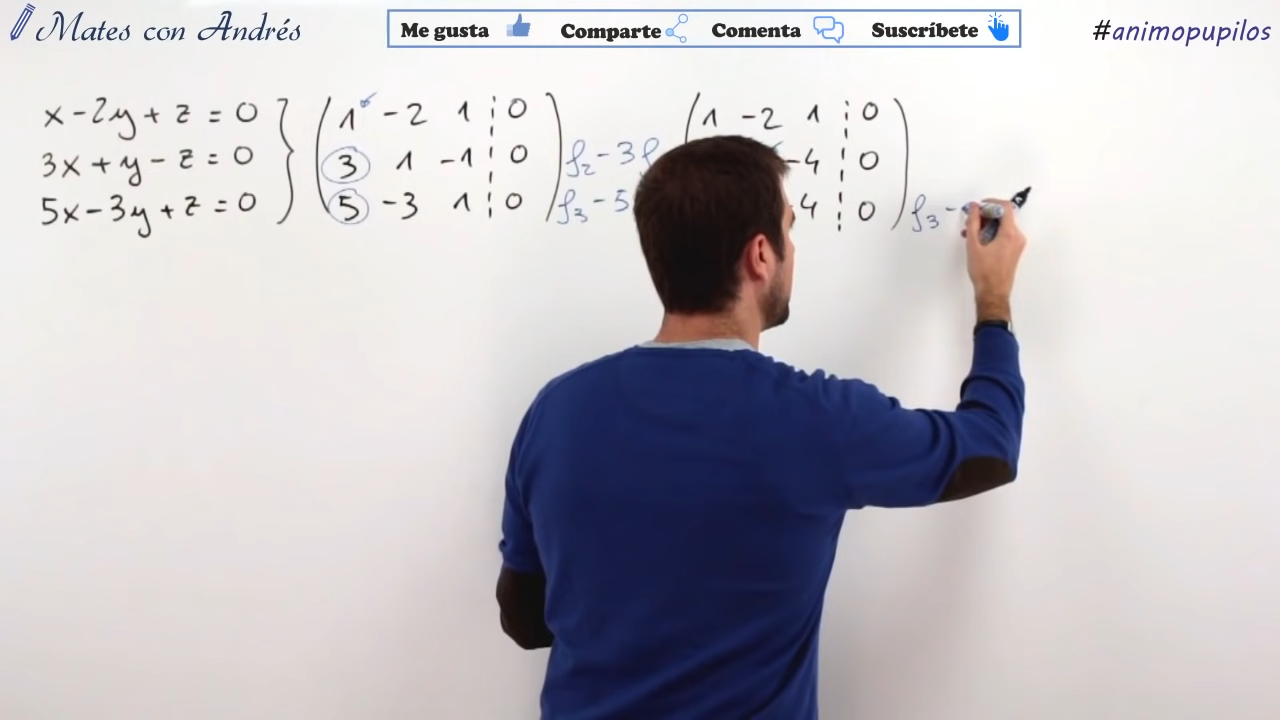 Mates con Andrés
Me gusta Comparte Comenta Suscríbete
#animopupilos
x - 2y + z = 0
3x + y - z = 0
5x - 3y + z = 0
1 -2 1 0
3 1 -1 0
5 -3 1 0
f₂ - 3f
f₃ - 5
1 -2 1 0
-4 0
4 0
f₃ -